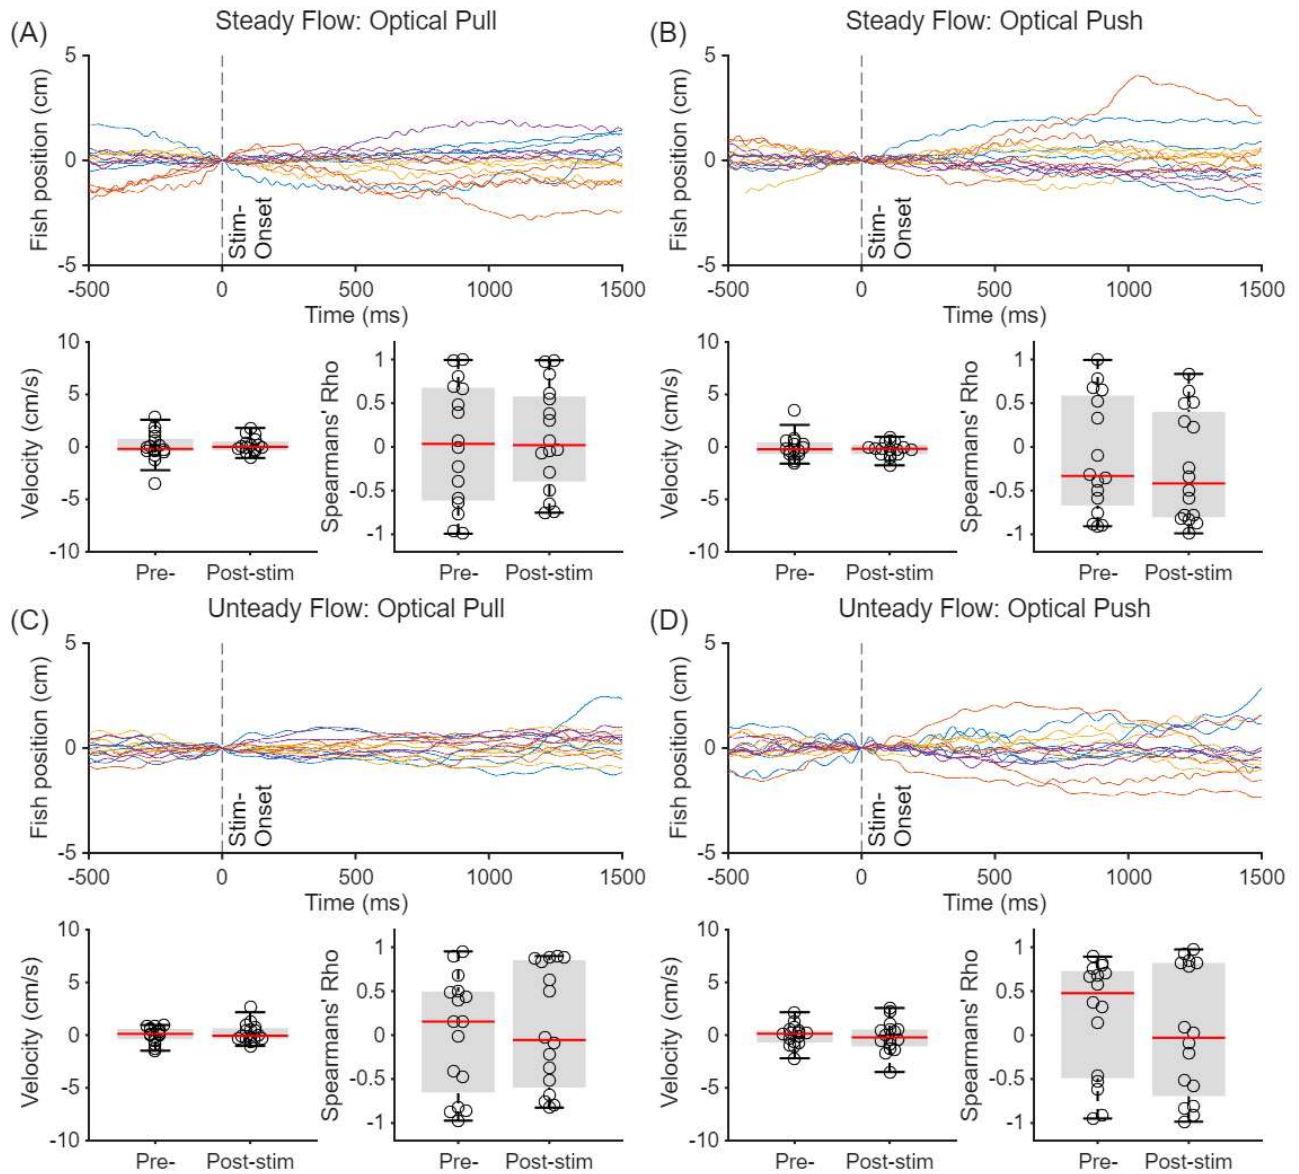 (A)
Steady Flow: Optical Pull
Fish position (cm)
5
0
-5
Stim-
Onset
-500
0
500
1000
1500
Time (ms)
Velocity (cm/s)
10
5
0
-5
-10
Pre-
Post-stim
Spearmans' Rho
1
0.5
0
-0.5
-1
Pre-
Post-stim
(B)
Steady Flow: Optical Push
Fish position (cm)
5
0
-5
Stim-
Onset
-500
0
500
1000
1500
Time (ms)
Velocity (cm/s)
10
5
0
-5
-10
Pre-
Post-stim
Spearmans' Rho
1
0.5
0
-0.5
-1
Pre-
Post-stim
(C)
Unteady Flow: Optical Pull
Fish position (cm)
5
0
-5
Stim-
Onset
-500
0
500
1000
1500
Time (ms)
Velocity (cm/s)
10
5
0
-5
-10
Pre-
Post-stim
Spearmans' Rho
1
0.5
0
-0.5
-1
Pre-
Post-stim
(D)
Unteady Flow: Optical Push
Fish position (cm)
5
0
-5
Stim-
Onset
-500
0
500
1000
1500
Time (ms)
Velocity (cm/s)
10
5
0
-5
-10
Pre-
Post-stim
Spearmans' Rho
1
0.5
0
-0.5
-1
Pre-
Post-stim